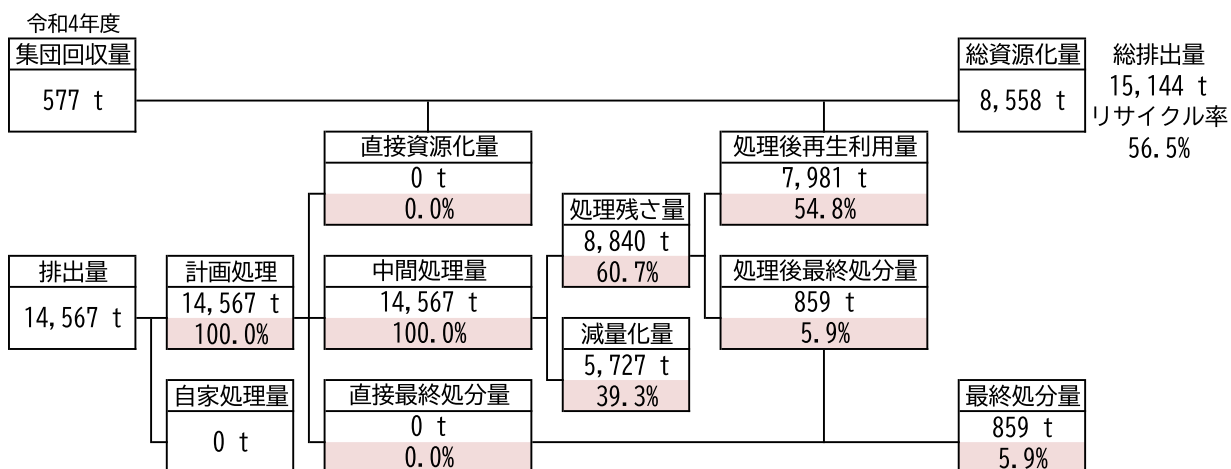 令和4年度
集団回収量
577 t
総資源化量
8,558 t
総排出量
15,144 t
リサイクル率
56.5%
直接資源化量
0 t
0.0%
処理後再生利用量
7,981 t
54.8%
処理残さ量
8,840 t
60.7%
排出量
14,567 t
計画処理
14,567 t
100.0%
中間処理量
14,567 t
100.0%
処理後最終処分量
859 t
5.9%
減量化量
5,727 t
39.3%
自家処理量
0 t
直接最終処分量
0 t
0.0%
最終処分量
859 t
5.9%